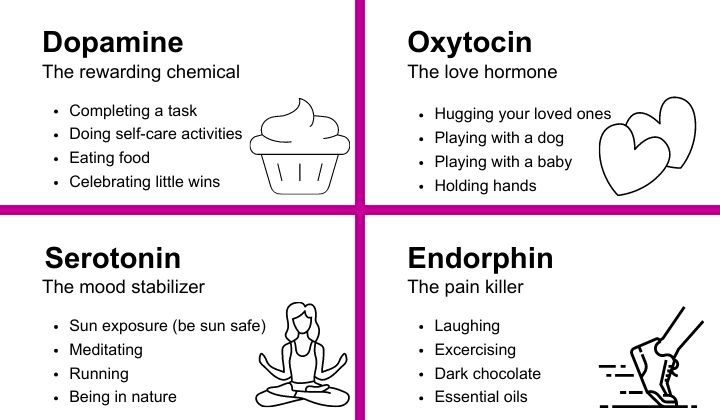 Dopamine
The rewarding chemical
• Completing a task
• Doing self-care activities
• Eating food
• Celebrating little wins
Oxytocin
The love hormone
• Hugging your loved ones
• Playing with a dog
• Playing with a baby
• Holding hands
Serotonin
The mood stabilizer
• Sun exposure (be sun safe)
• Meditating
• Running
• Being in nature
Endorphin
The pain killer
• Laughing
• Excercising
• Dark chocolate
• Essential oils